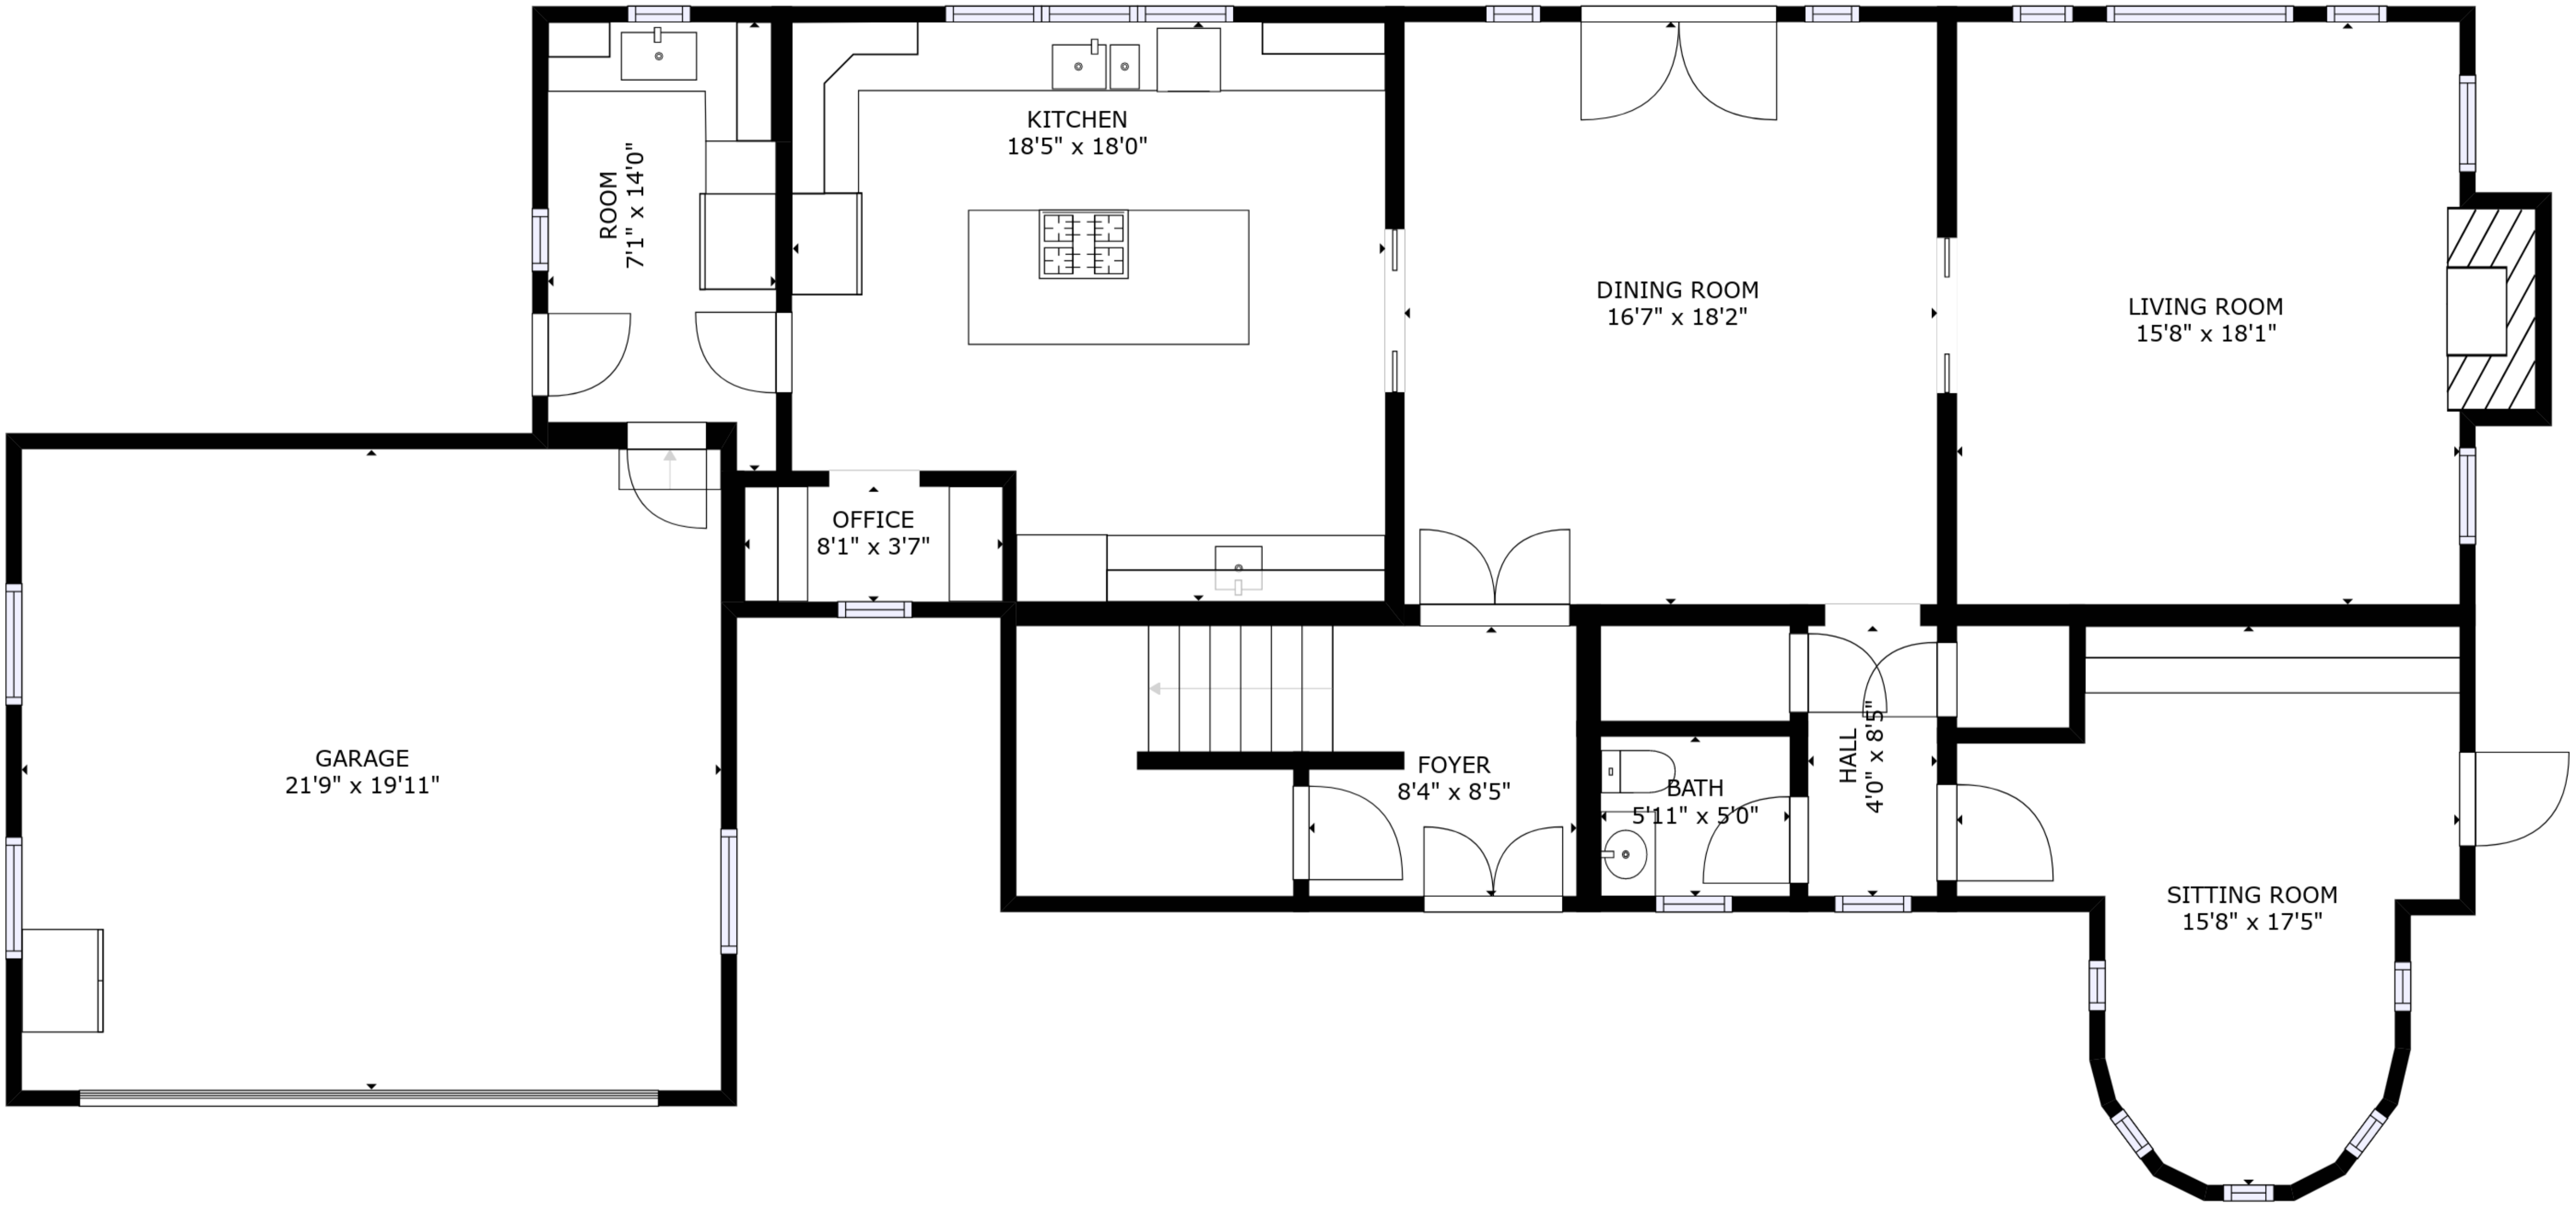 KITCHEN
18'5" x 18'0"
ROOM
7'1" x 14'0"
DINING ROOM
16'7" x 18'2"
LIVING ROOM
15'8" x 18'1"
OFFICE
8'1" x 3'7"
GARAGE
21'9" x 19'11"
FOYER
8'4" x 8'5"
BATH
5'11" x 5'0"
HALL
4'0" x 8'5"
SITTING ROOM
15'8" x 17'5"